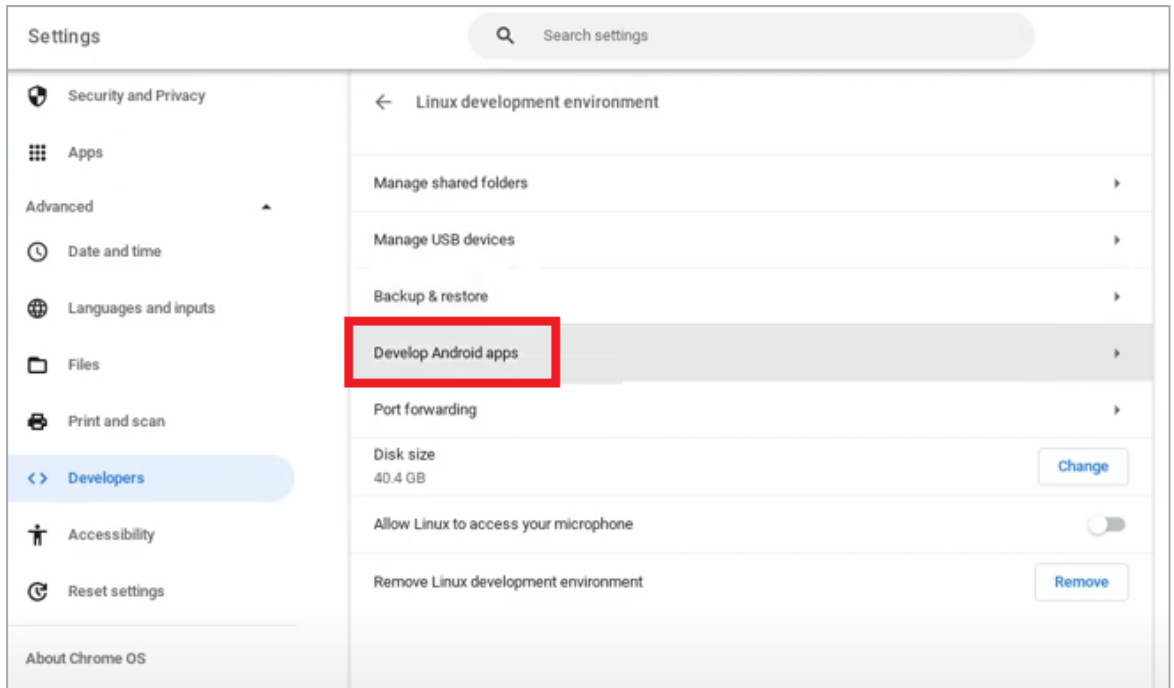 Settings
Search settings
Security and Privacy
Apps
Advanced
Date and time
Languages and inputs
Files
Print and scan
Developers
Accessibility
Reset settings
About Chrome OS
Linux development environment
Manage shared folders
Manage USB devices
Backup & restore
Develop Android apps
Port forwarding
Disk size
40.4 GB
Change
Allow Linux to access your microphone
Remove Linux development environment
Remove